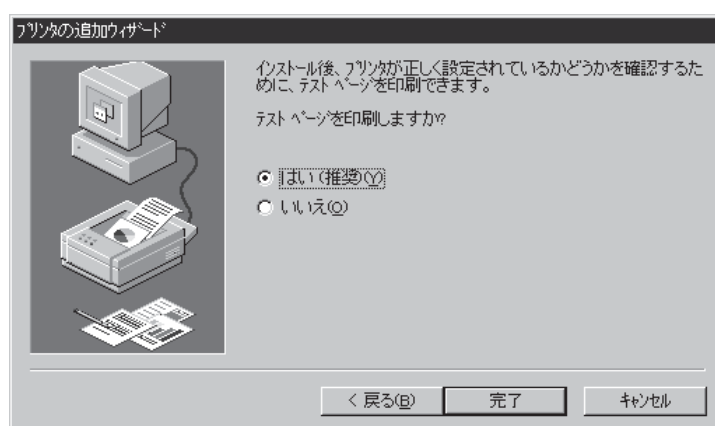 プリンタの追加ウィザード
インストール後、プリンタが正しく設定されているかどうかを確認するた
めに、テスト ページを印刷できます。
テスト ページを印刷しますか?
はい(推奨)(Y)
いいえ(O)
< 戻る(B)
完了
キャンセル